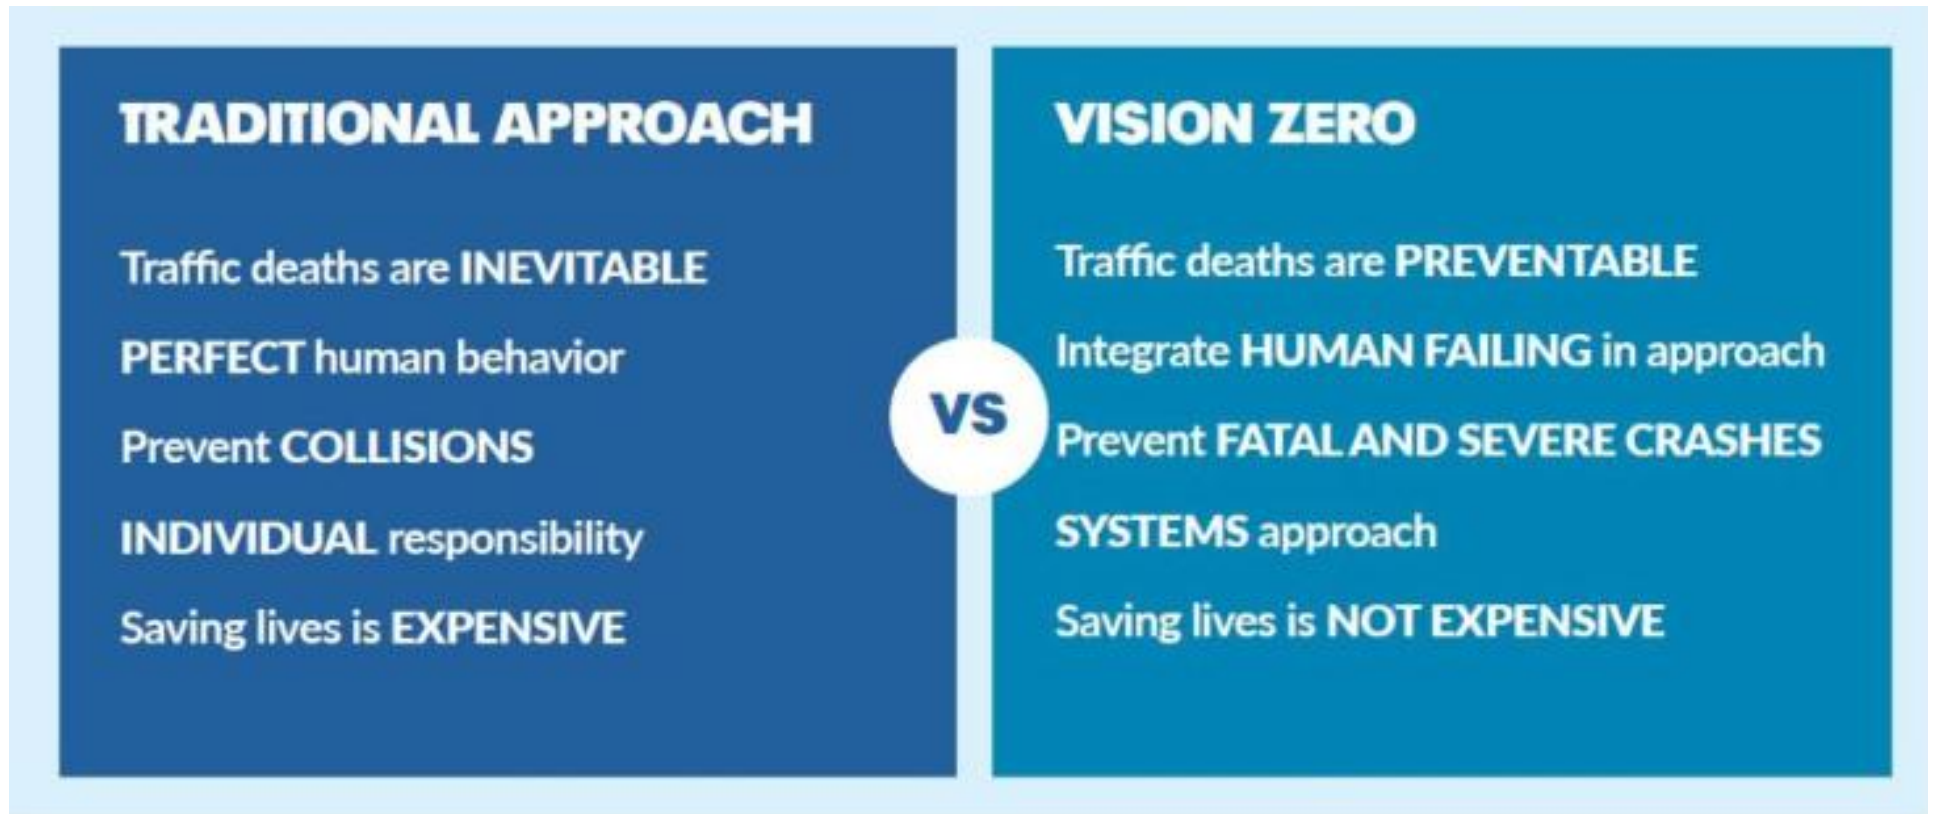 TRADITIONAL APPROACH
Traffic deaths are INEVITABLE
PERFECT human behavior
Prevent COLLISIONS
INDIVIDUAL responsibility
Saving lives is EXPENSIVE
VS
VISION ZERO
Traffic deaths are PREVENTABLE
Integrate HUMAN FAILING in approach
Prevent FATAL AND SEVERE CRASHES
SYSTEMS approach
Saving lives is NOT EXPENSIVE